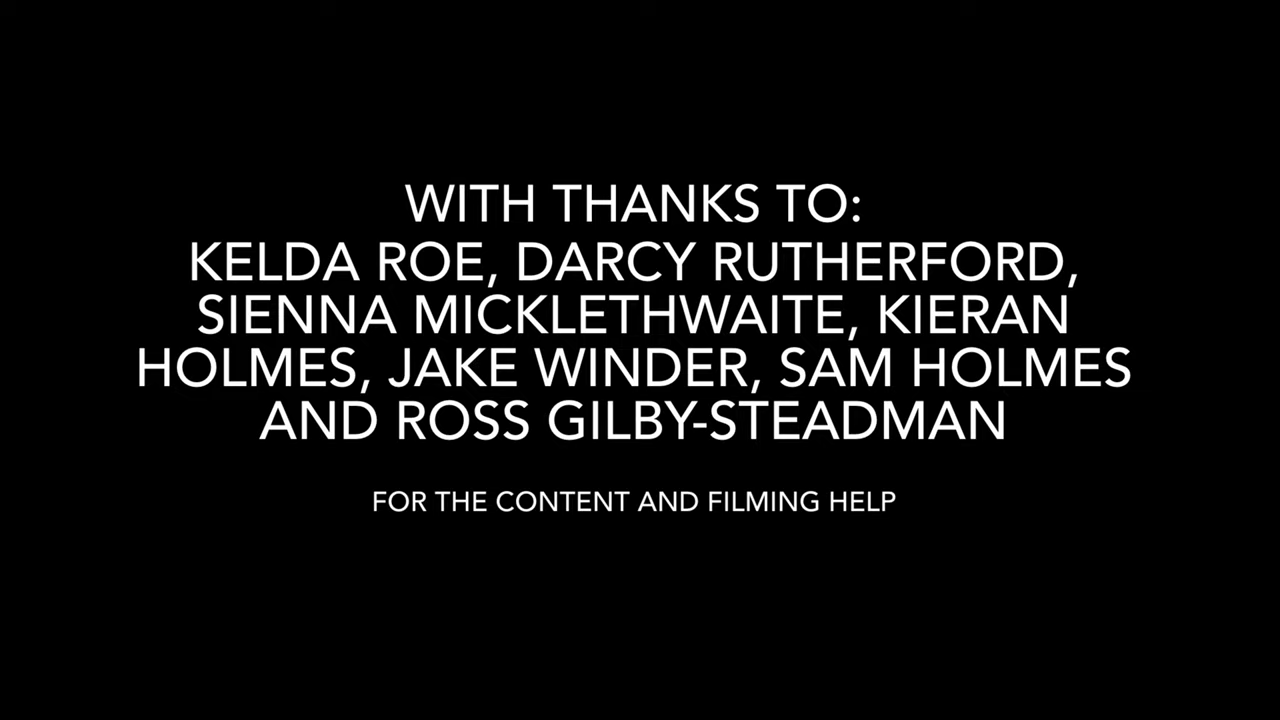 WITH THANKS TO:
KELDA ROE, DARCY RUTHERFORD,
SIENNA MICKLETHWAITE, KIERAN
HOLMES, JAKE WINDER, SAM HOLMES
AND ROSS GILBY-STEADMAN
FOR THE CONTENT AND FILMING HELP